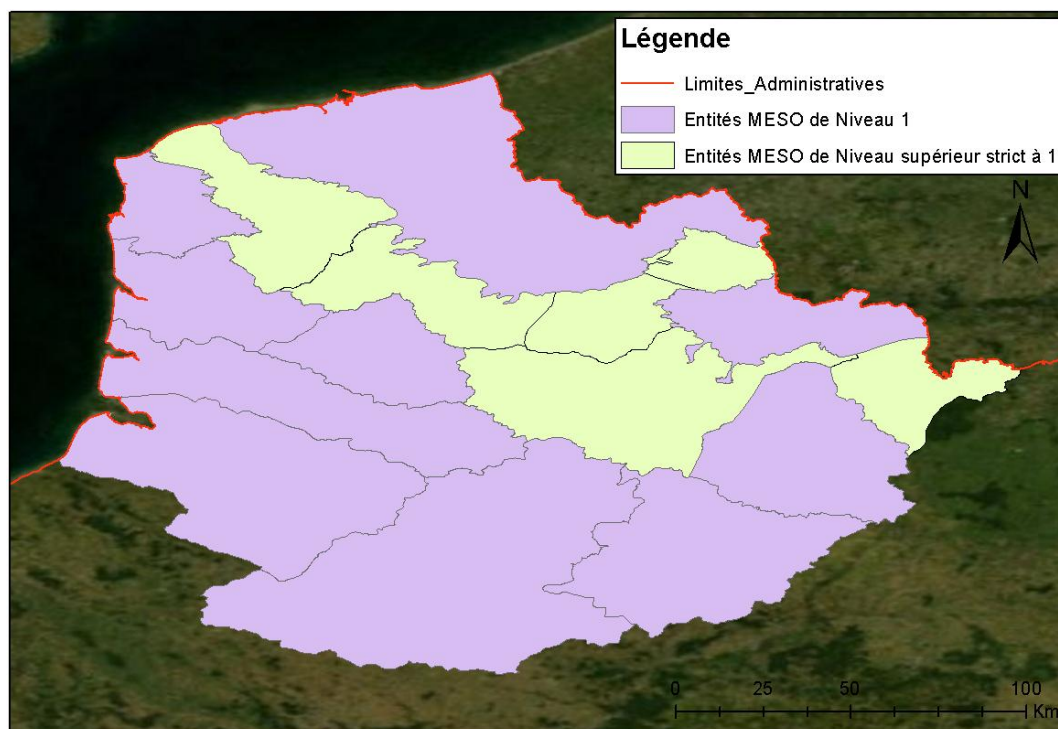 Légende
Limites_Administratives
Entités MESO de Niveau 1
Entités MESO de Niveau supérieur strict à 1
N
0 25 50 100
Km